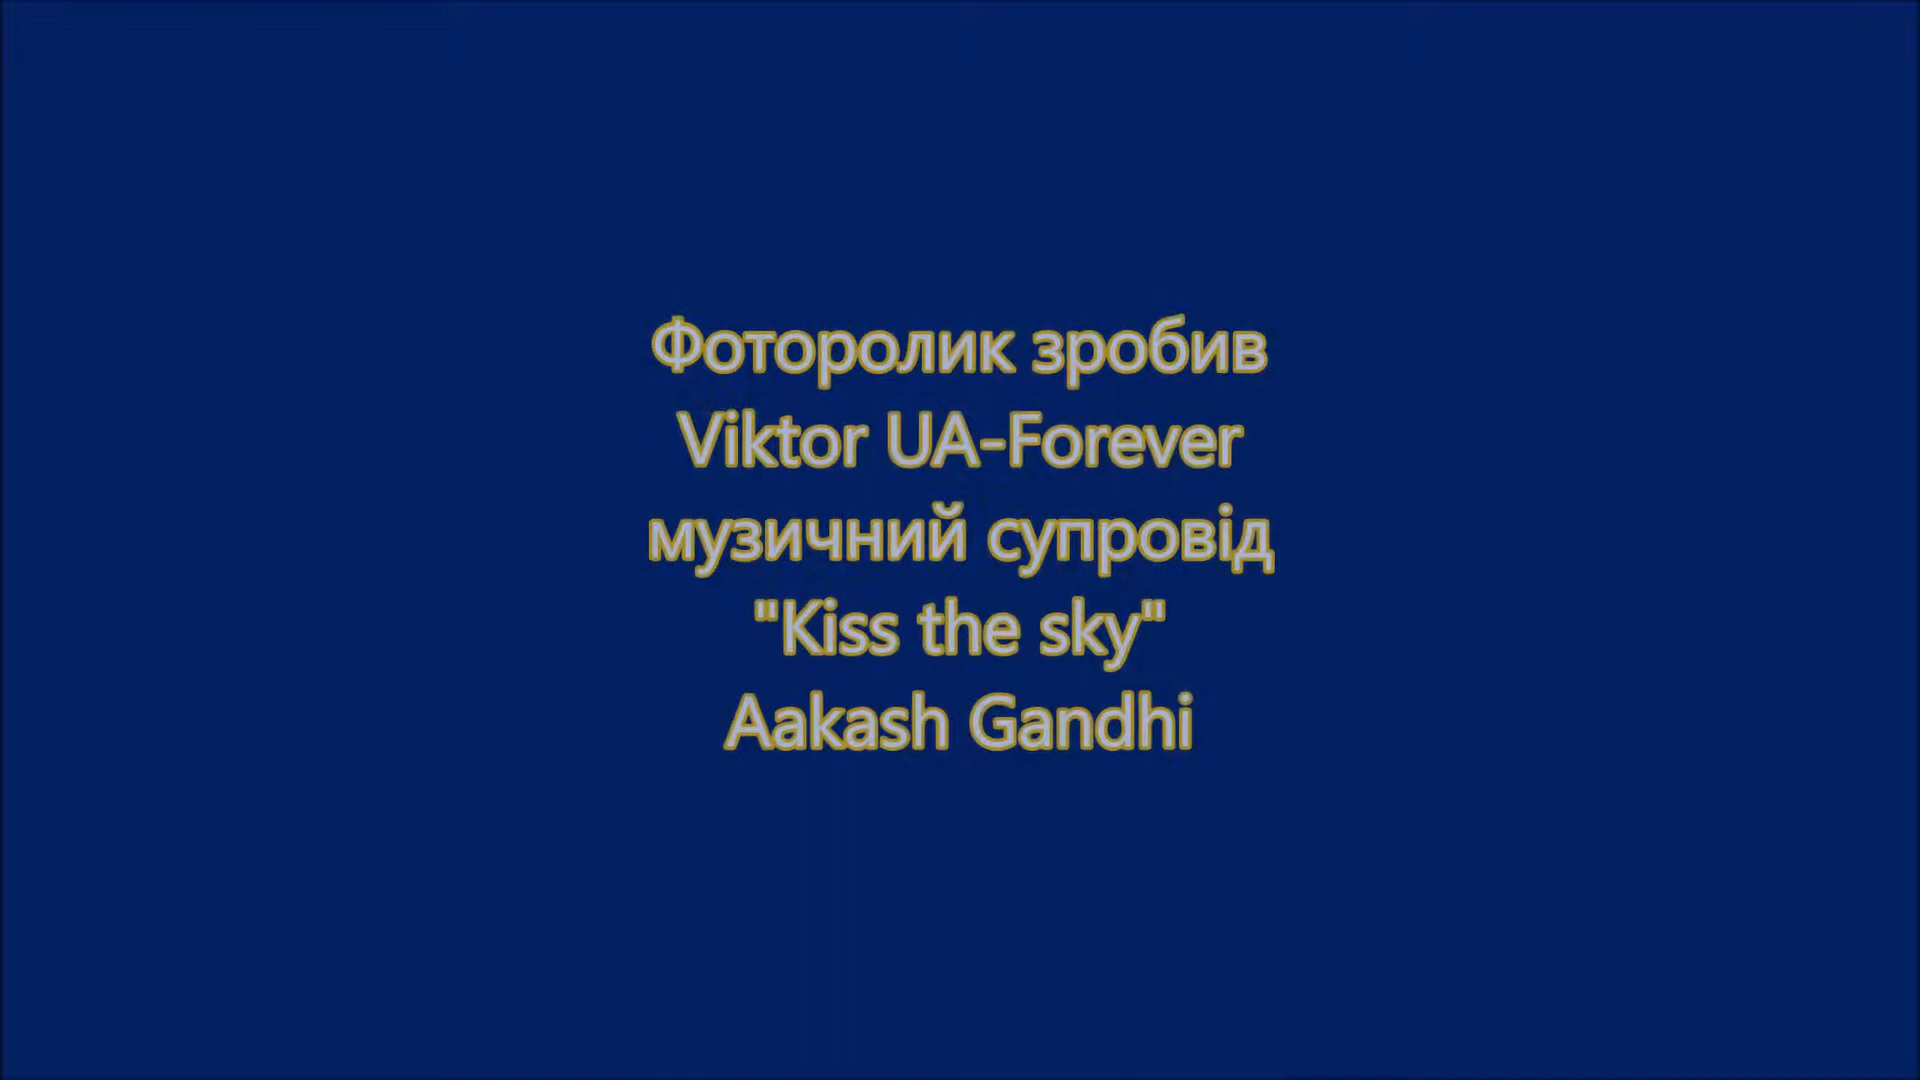 Фоторолик зробив
Viktor UA-Forever
музичний супровід
"Kiss the sky"
Aakash Gandhi